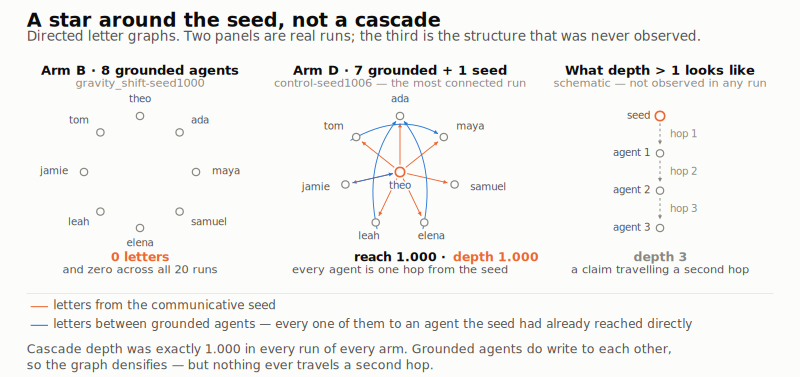 A star around the seed, not a cascade
Directed letter graphs. Two panels are real runs; the third is the structure that was never observed.
Arm B · 8 grounded agents
gravity_shift-seed1000
theo
tom
ada
jamie
maya
leah
samuel
elena
0 letters
and zero across all 20 runs
Arm D · 7 grounded + 1 seed
control-seed1006 — the most connected run
ada
tom
maya
jamie
theo
samuel
leah
elena
reach 1.000 · depth 1.000
every agent is one hop from the seed
What depth > 1 looks like
schematic — not observed in any run
seed
hop 1
agent 1
hop 2
agent 2
hop 3
agent 3
depth 3
a claim travelling a second hop
letters from the communicative seed
letters between grounded agents — every one of them to an agent the seed had already reached directly
Cascade depth was exactly 1.000 in every run of every arm. Grounded agents do write to each other,
so the graph densifies — but nothing ever travels a second hop.